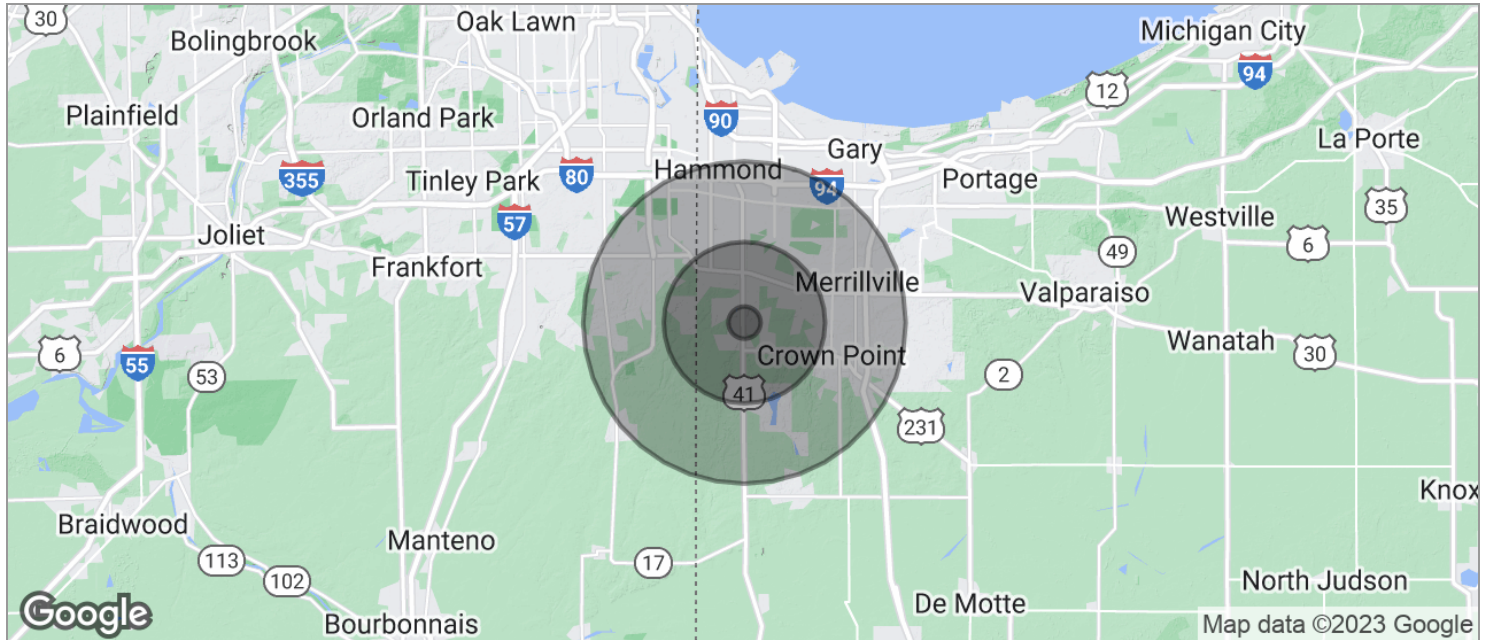 30
Oak Lawn
Michigan City
Bolingbrook
94
12
Plainfield
Orland Park
90
La Porte
Gary
Hammond
355
Tinley Park
80
94
Portage
57
Westville
35
Joliet
6
49
Frankfort
Merrillville
Valparaiso
6
55
Crown Point
Wanatah
30
53
2
41
231
Knox
Braidwood
Manteno
113
17
102
North Judson
De Motte
Google
Bourbonnais
Map data ©2023 Google